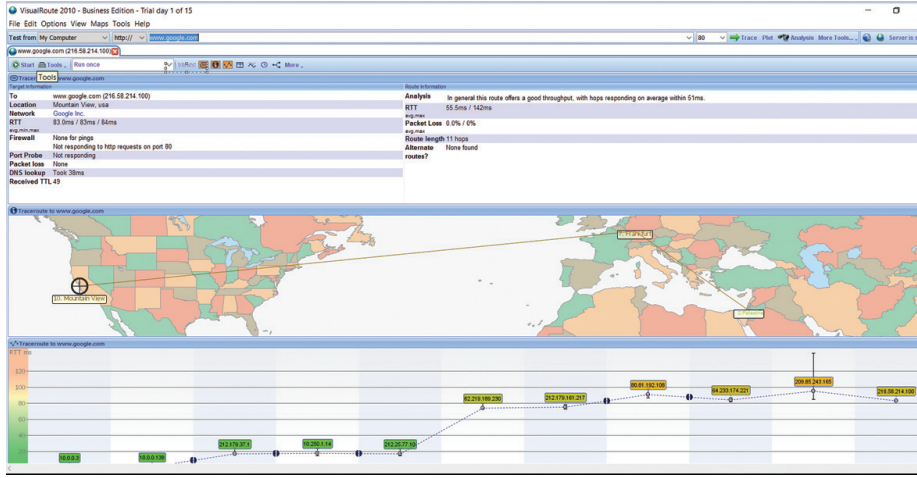 VisualRoute 2010 - Business Edition - Trial day 1 of 15
File Edit Options View Maps Tools Help
Test from My Computer http:// www.google.com 80 Trace Plot Analysis More Tools... Server is
www.google.com (216.58.214.100)
Start Tools Run once More
Tools www.google.com
Target Information Route Information
To www.google.com (216.58.214.100)
Location Mountain View, usa
Network Google Inc.
RTT 83.0ms / 83ms / 84ms
avg,min,max
Firewall None for pings
Not responding to http requests on port 80
Port Probe Not responding
Packet loss None
DNS lookup Took 38ms
Received TTL 49
Analysis In general this route offers a good throughput, with hops responding on average within 51ms.
RTT 55.5ms / 142ms
avg,max
Packet Loss 0.0% / 0%
Route length 11 hops
Alternate None found
routes?
Traceroute to www.google.com
10. Mountain View
Frankfurt
Traceroute to www.google.com
RTT ms
120
100
80
60
40
20
10.0.0.3
10.0.0.138
212.179.37.1
10.250.1.14
212.25.77.10
62.219.189.230
212.179.161.217
80.81.192.108
64.233.174.221
209.85.243.165
216.58.214.100